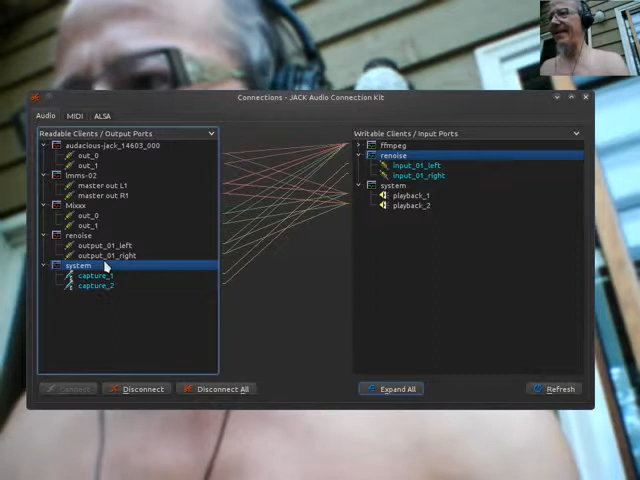 Connections - JACK Audio Connection Kit
Audio MIDI ALSA
Readable Clients / Output Ports
audacious-jack_14603_000
out_0
out_1
lmms-02
master out L1
master out R1
Mixxx
out_0
out_1
renoise
output_01_left
output_01_right
system
capture_1
capture_2
Writable Clients / Input Ports
ffmpeg
renoise
input_01_left
input_01_right
system
playback_1
playback_2
Connect Disconnect Disconnect All Expand All Refresh